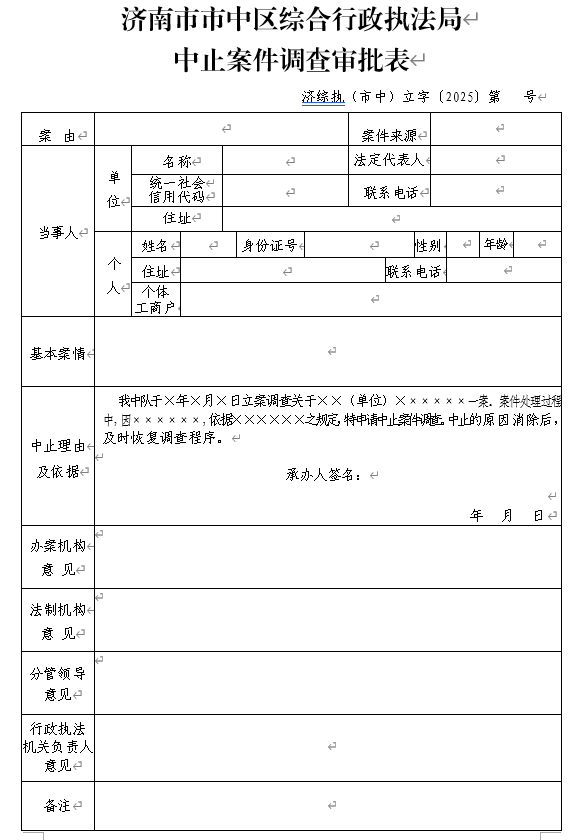 济南市市中区综合行政执法局
中止案件调查审批表
济综执（市中）立字〔2025〕第 号
案 由 案件来源
当事人 单位 名称 法定代表人
统一社会信用代码 联系电话
住址
个人 姓名 身份证号 性别 年龄
住址 联系电话
个体工商户
基本案情
中止理由及依据
我中队于×年×月×日立案调查关于××（单位）××××××一案．案件处理过程
中，因××××××，依据××××××之规定，特申请中止案件调查。中止的原因消除后，
及时恢复调查程序。
承办人签名：
年 月 日
办案机构
意 见
法制机构
意 见
分管领导
意见
行政执法
机关负责人
意见
备注